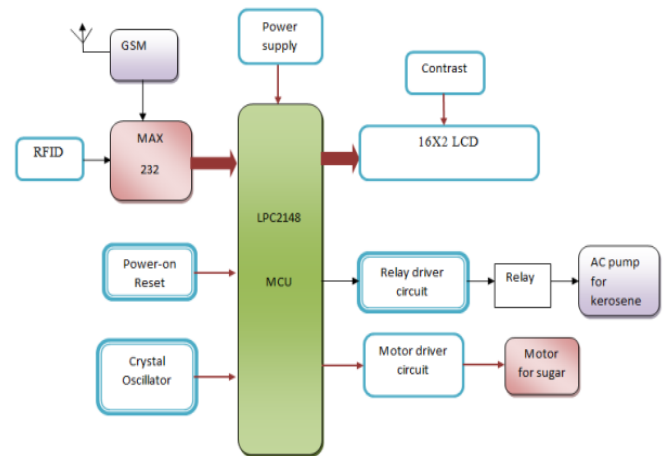 GSM
Power
supply
Contrast
MAX
232
RFID
16X2 LCD
LPC2148
MCU
Power-on
Reset
Relay driver
circuit
Relay
AC pump
for
kerosene
Crystal
Oscillator
Motor driver
circuit
Motor
for sugar